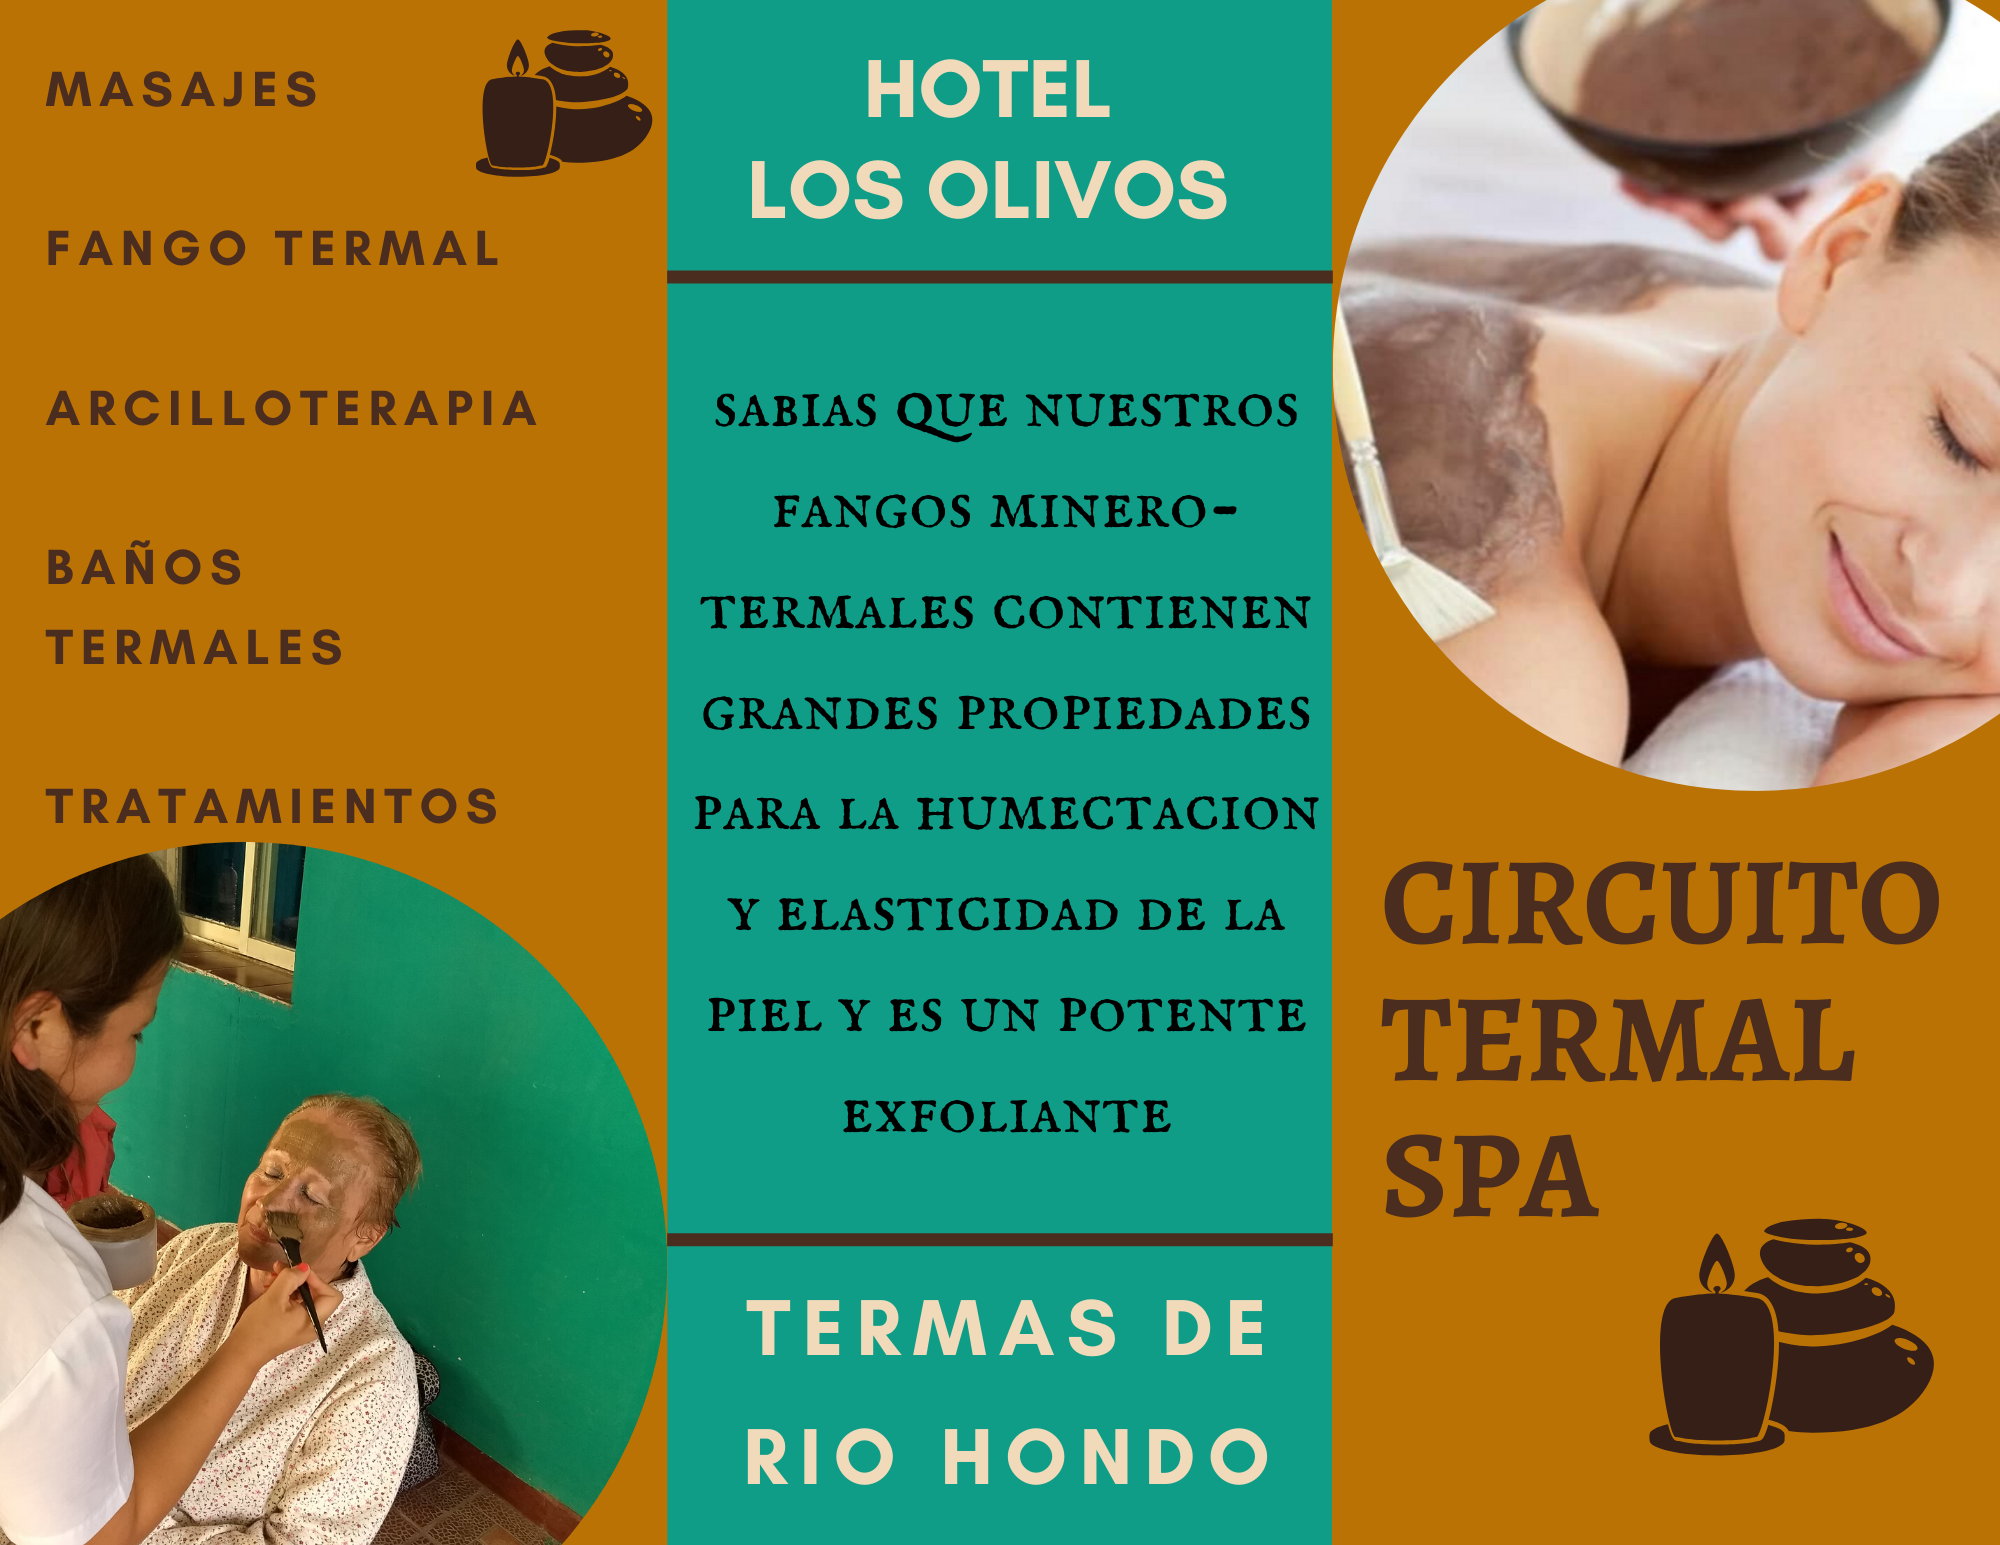 MASAJES
FANGO TERMAL
ARCILLOTERAPIA
BAÑOS
TERMALES
TRATAMIENTOS
HOTEL
LOS OLIVOS
SABIAS QUE NUESTROS
FANGOS MINERO-
TERMALES CONTIENEN
GRANDES PROPIEDADES
PARA LA HUMECTACION
Y ELASTICIDAD DE LA
PIEL Y ES UN POTENTE
EXFOLIANTE
TERMAS DE
RIO HONDO
CIRCUITO
TERMAL
SPA